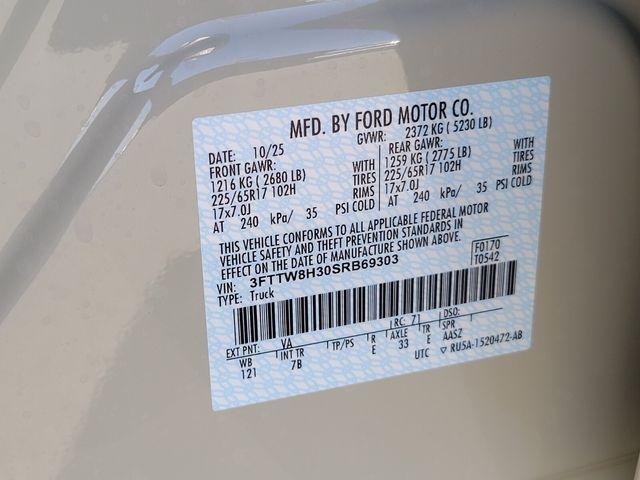 MFD. BY FORD MOTOR CO.
DATE: 10/25 GVWR: 2372 KG ( 5230 LB)
FRONT GAWR: REAR GAWR:
1216 KG ( 2680 LB) WITH 1259 KG ( 2775 LB) WITH
225/65R17 102H TIRES 225/65R17 102H TIRES
17x7.0J RIMS 17x7.0J RIMS
AT 240 kPa/ 35 PSI COLD AT 240 kPa/ 35 PSI COLD
THIS VEHICLE CONFORMS TO ALL APPLICABLE FEDERAL MOTOR
VEHICLE SAFETY AND THEFT PREVENTION STANDARDS IN
EFFECT ON THE DATE OF MANUFACTURE SHOWN ABOVE.
VIN: 3FTTW8H30SRB69303 F0170
TYPE: Truck T0542
EXT PNT: VA RC: 71 DSO:
WB INT TR TP/PS R AXLE TR SPR
121 7B E 33 E AASZ
UTC ▽ RU5A-1520472-AB